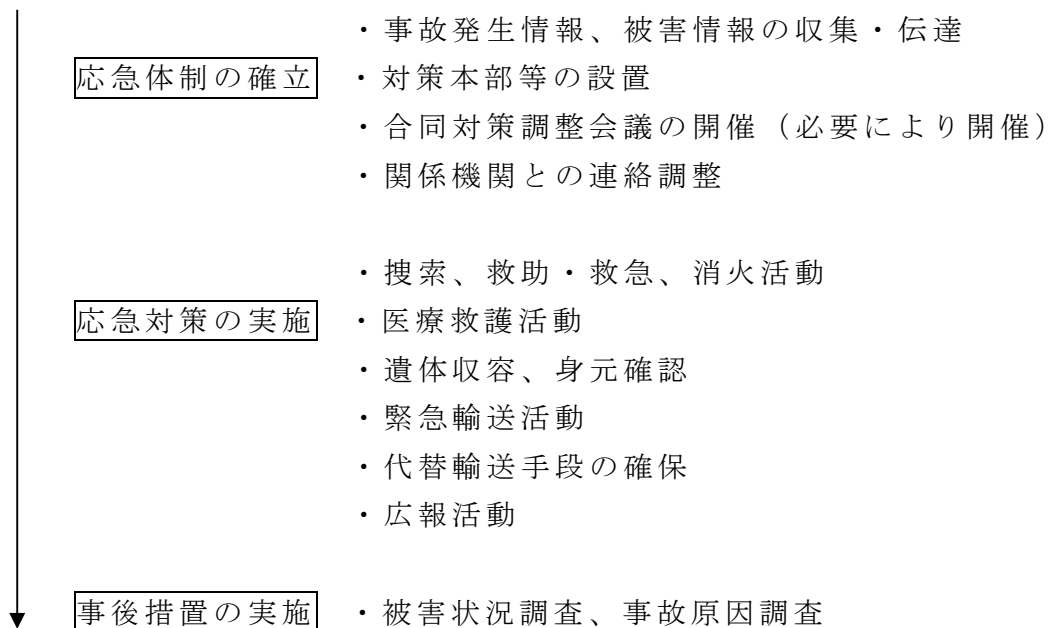 ・事故発生情報、被害情報の収集・伝達
応急体制の確立 ・対策本部等の設置
・合同対策調整会議の開催（必要により開催）
・関係機関との連絡調整
・捜索、救助・救急、消火活動
応急対策の実施 ・医療救護活動
・遺体収容、身元確認
・緊急輸送活動
・代替輸送手段の確保
・広報活動
事後措置の実施 ・被害状況調査、事故原因調査